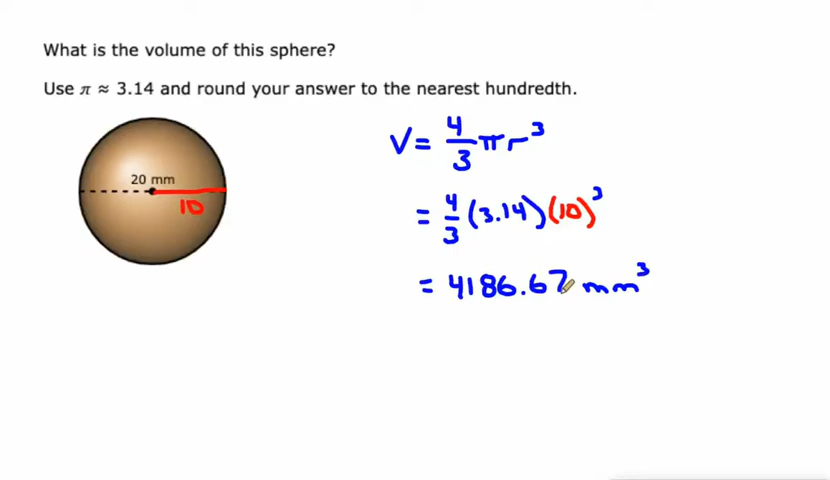 What is the volume of this sphere?
Use π ≈ 3.14 and round your answer to the nearest hundredth.
20 mm
10
V = 4/3 πr³
= 4/3 (3.14)(10)³
= 4186.67 mm³